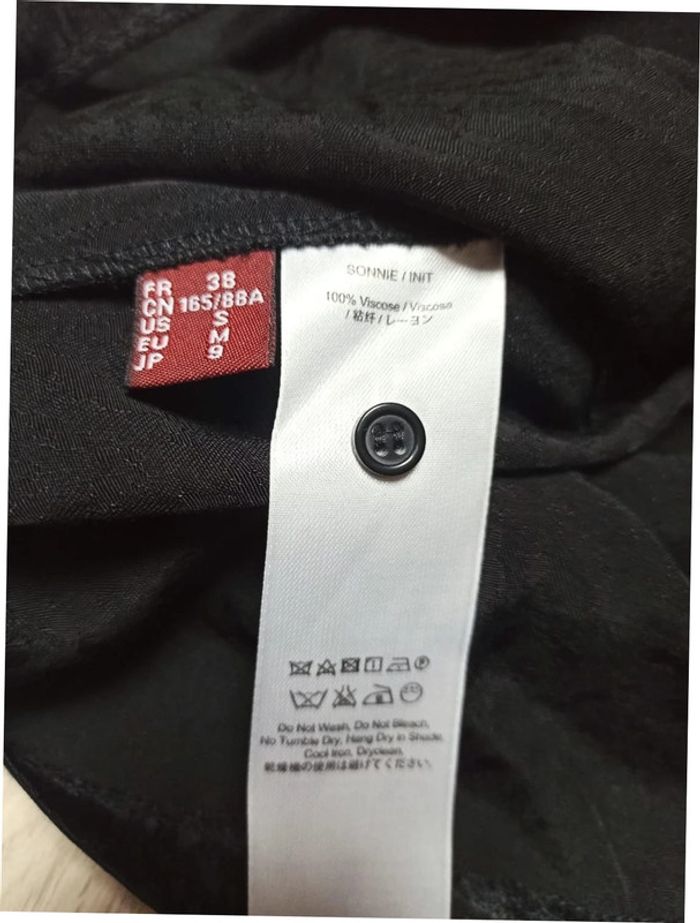 FR 38
CN 165/88A
US S
EU M
JP 9
SONNIE / INIT
100% Viscose / Viscosa
/ 粘纤 / レーヨン
Do Not Wash, Do Not Bleach,
No Tumble Dry, Hang Dry in Shade,
Cool Iron, Dryclean,
乾燥機の使用は避けてください。